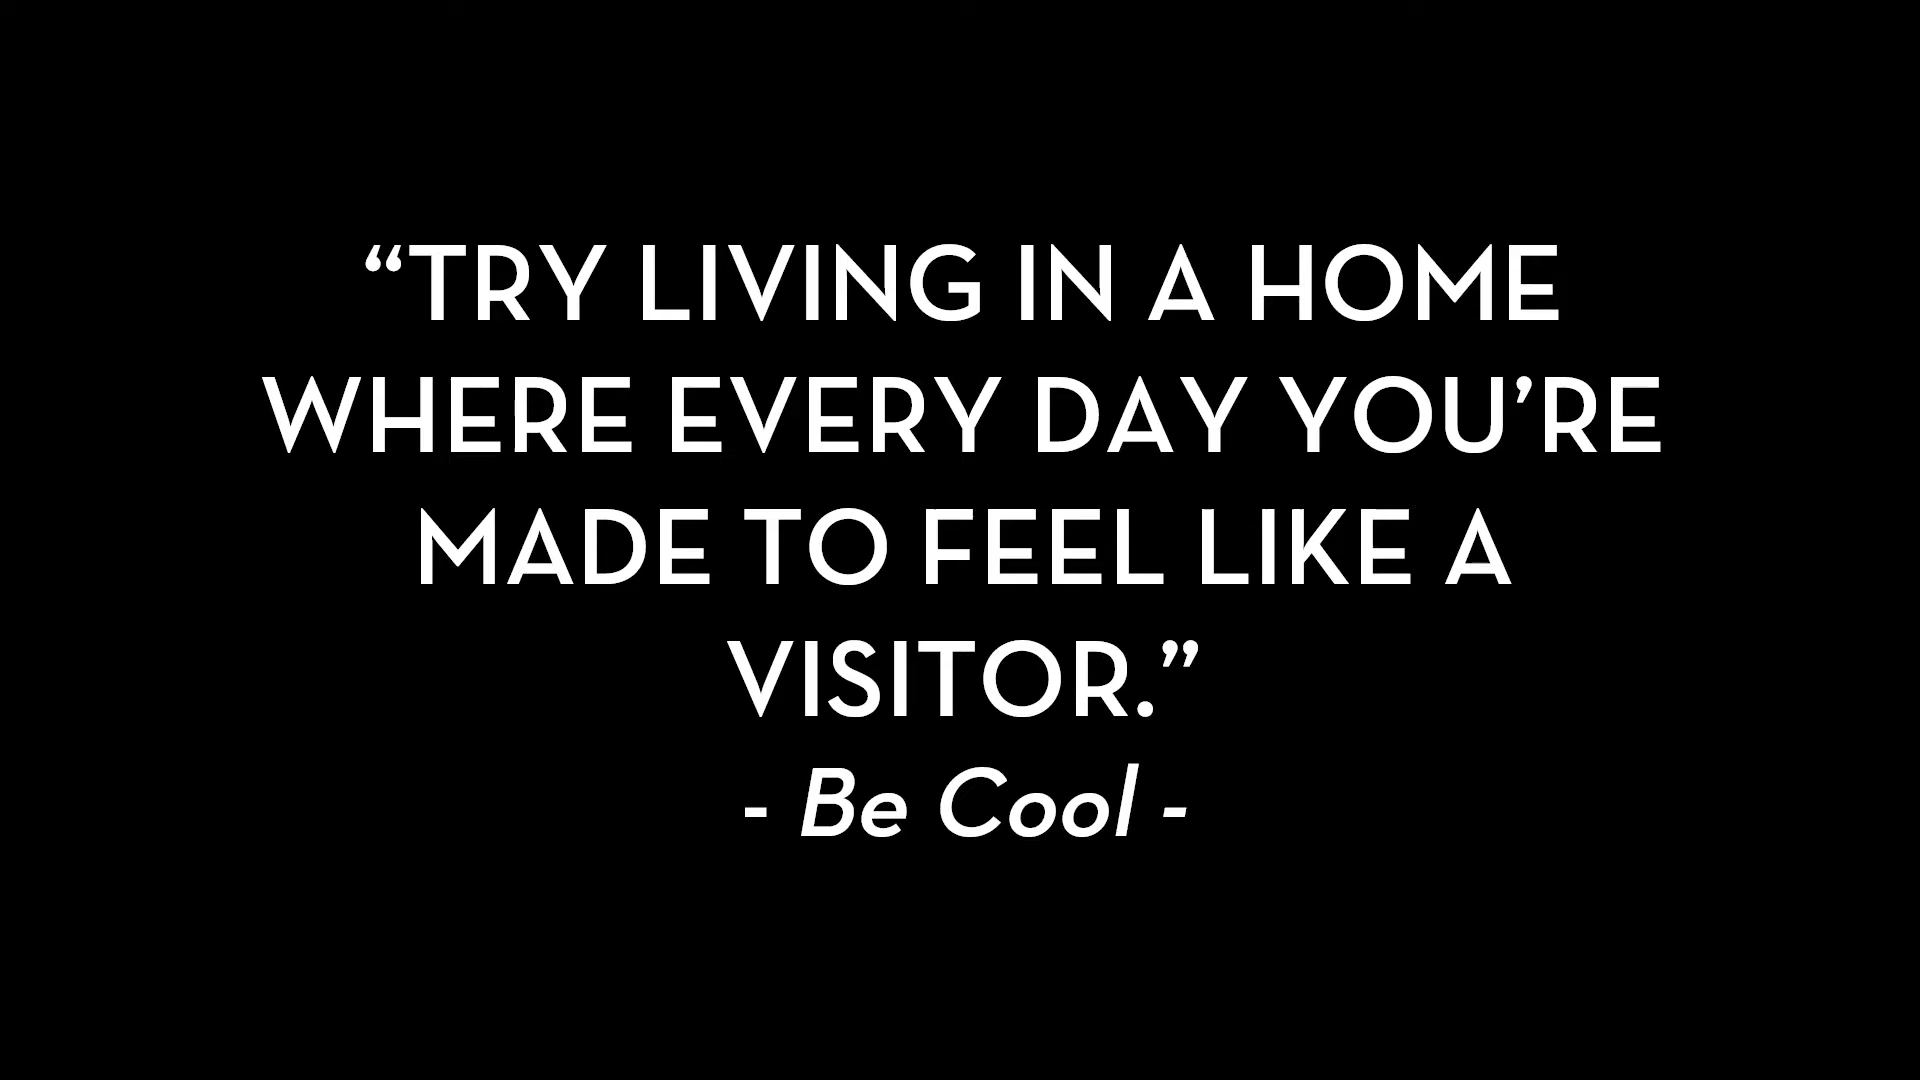 “TRY LIVING IN A HOME
WHERE EVERY DAY YOU’RE
MADE TO FEEL LIKE A
VISITOR.”
- Be Cool -